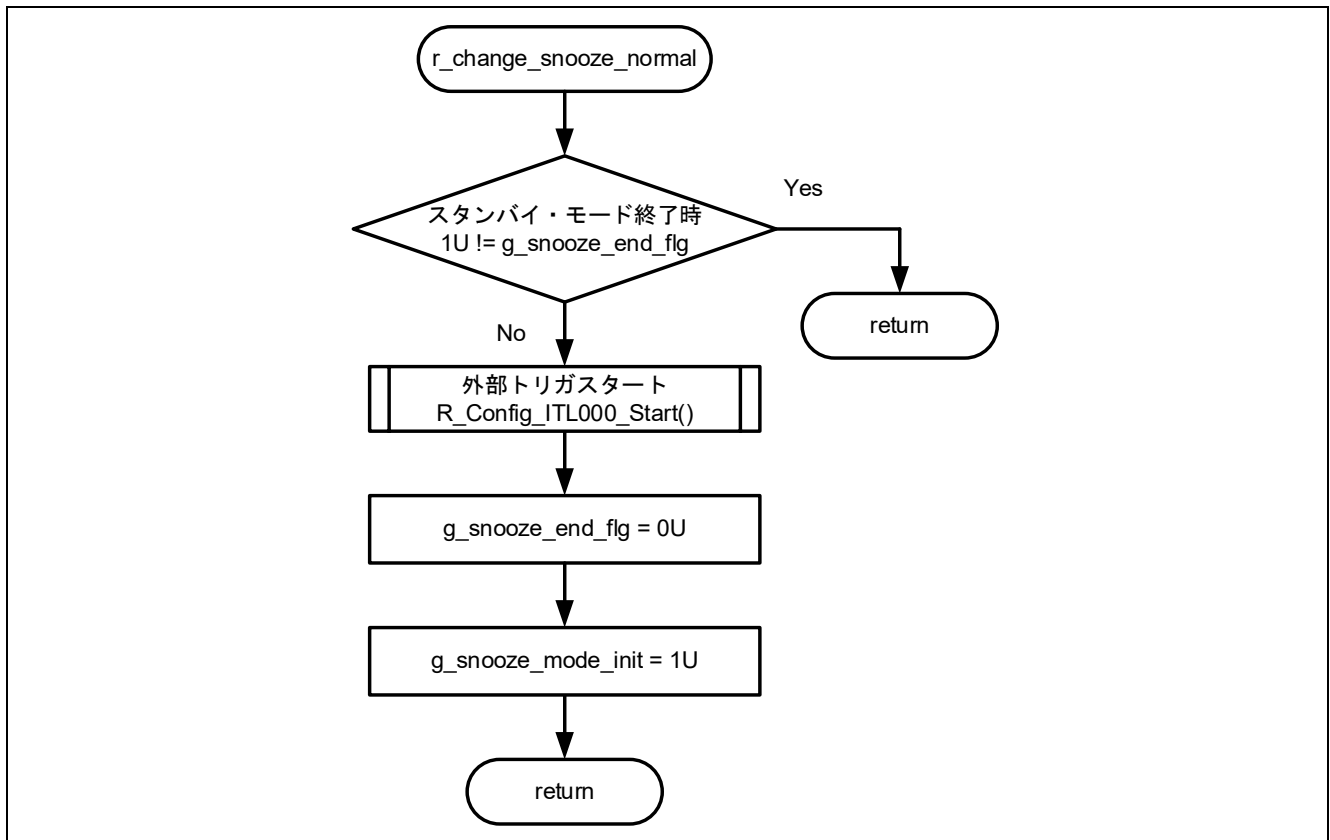 r_change_snooze_normal
Yes
スタンバイ・モード終了時
1U != g_snooze_end_flg
return
No
外部トリガスタート
R_Config_ITL000_Start()
g_snooze_end_flg = 0U
g_snooze_mode_init = 1U
return